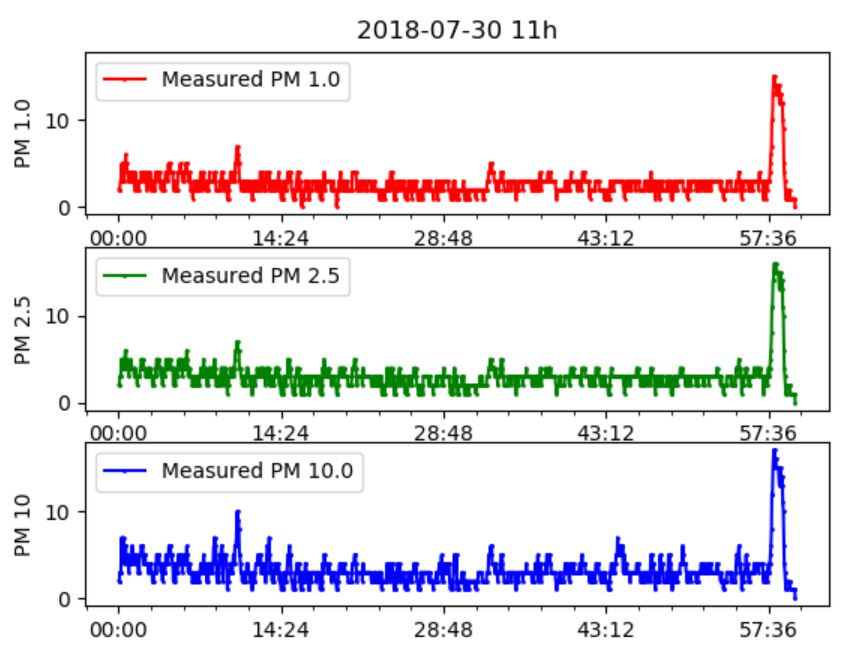 2018-07-30 11h
Measured PM 1.0
PM 1.0
10
0
00:00 14:24 28:48 43:12 57:36
Measured PM 2.5
PM 2.5
10
0
00:00 14:24 28:48 43:12 57:36
Measured PM 10.0
PM 10
10
0
00:00 14:24 28:48 43:12 57:36